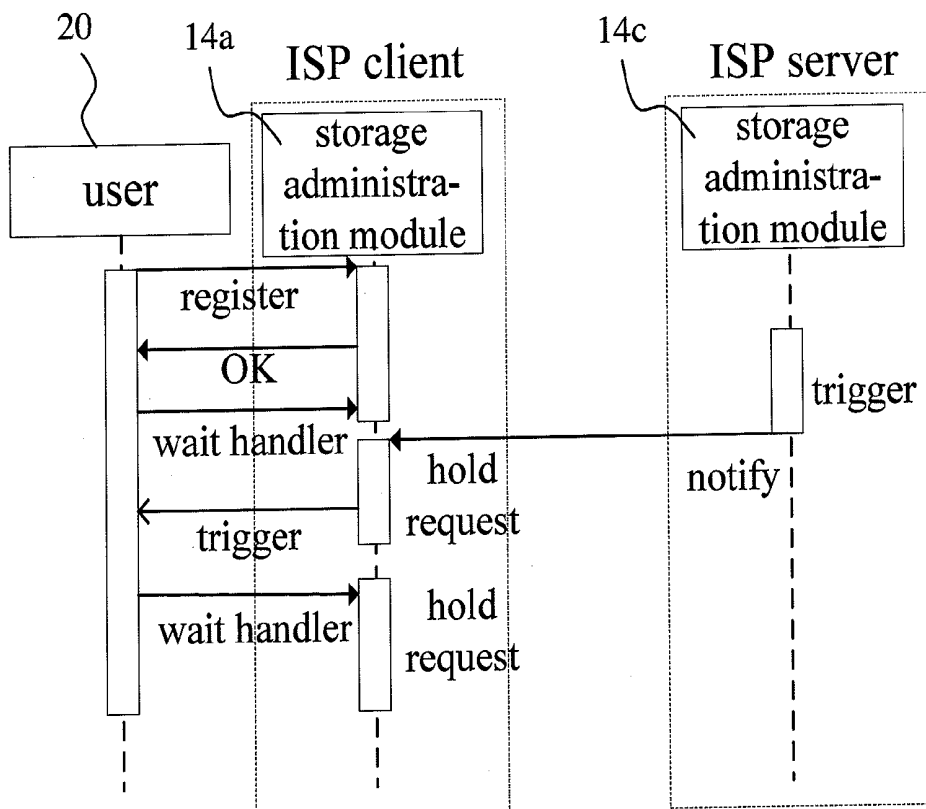 20
14a
ISP client
14c
ISP server
user
storage
administra-
tion module
storage
administra-
tion module
register
OK
wait handler
trigger
notify
hold
request
trigger
wait handler
hold
request